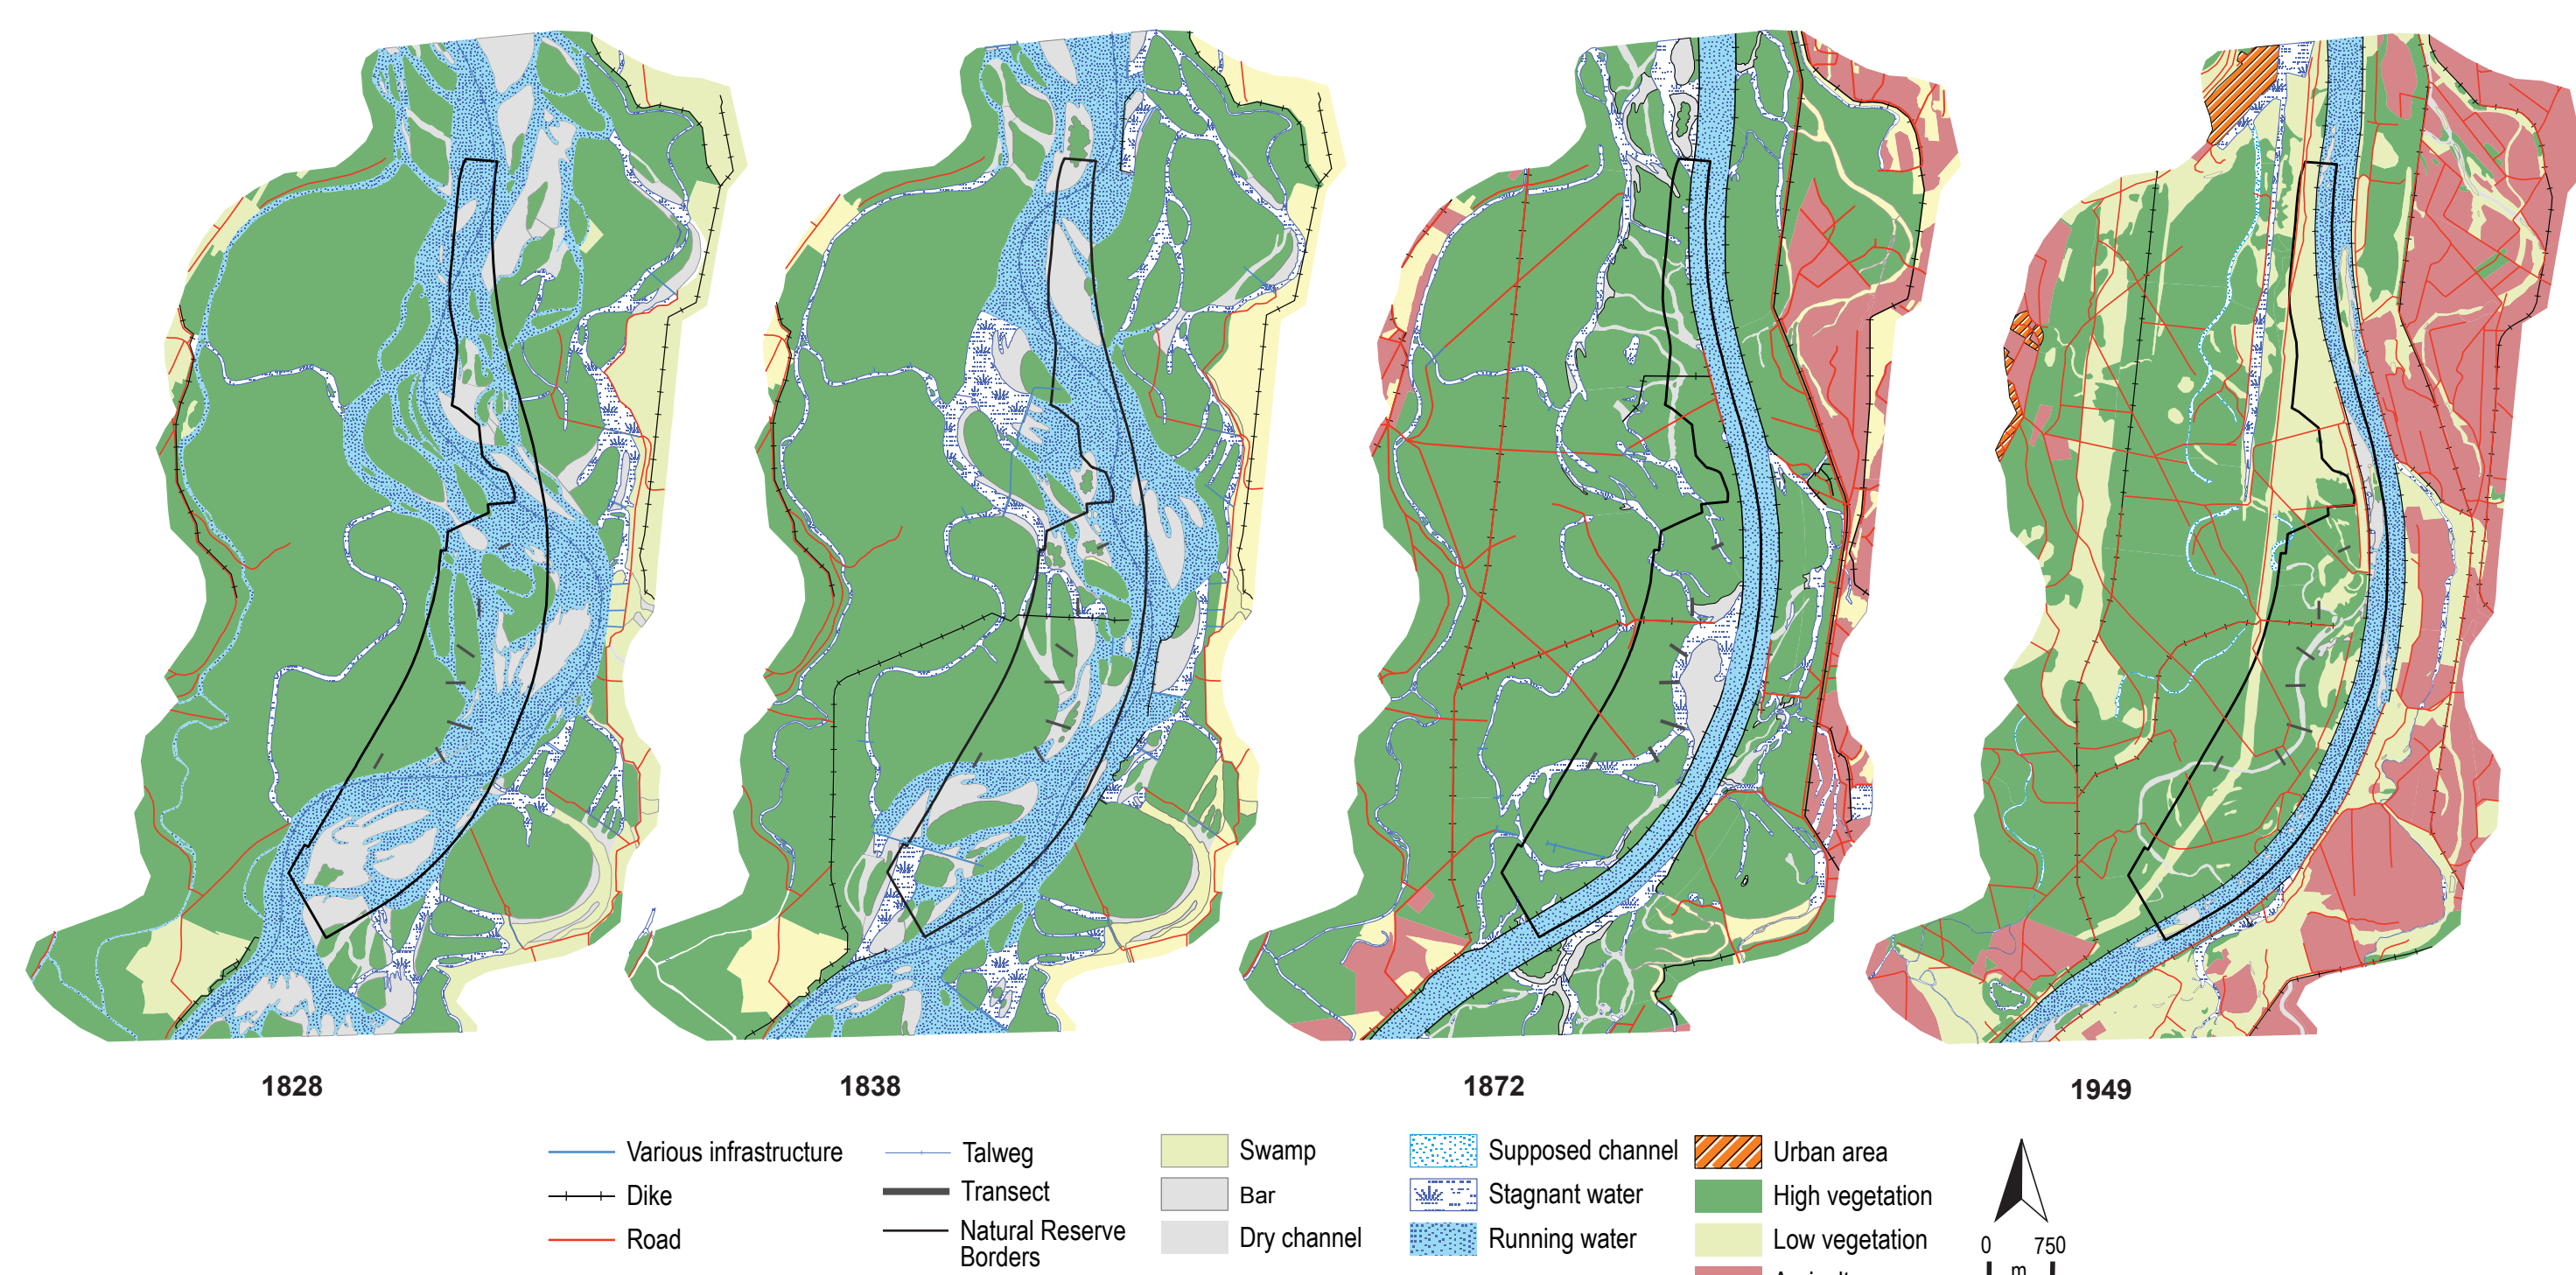 1828
1838
1872
1949
Various infrastructure
Dike
Road
Talweg
Transect
Natural Reserve
Borders
Swamp
Bar
Dry channel
Supposed channel
Stagnant water
Running water
Urban area
High vegetation
Low vegetation
0 750
m